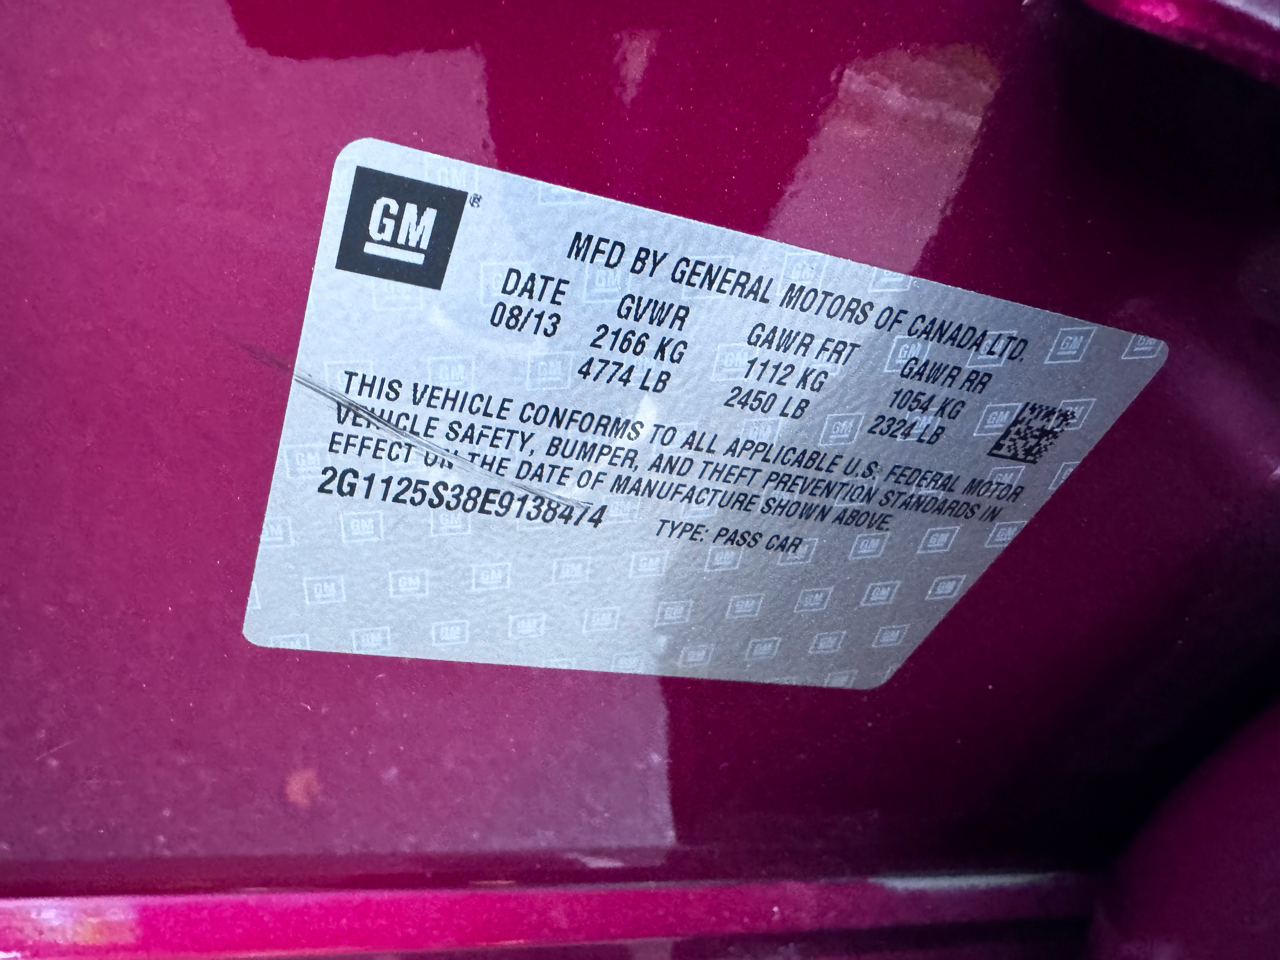 GM®
MFD BY GENERAL MOTORS OF CANADA LTD.
DATE GVWR GAWR FRT GAWR RR
08/13 2166 KG 1112 KG 1054 KG
4774 LB 2450 LB 2324 LB
THIS VEHICLE CONFORMS TO ALL APPLICABLE U.S. FEDERAL MOTOR
VEHICLE SAFETY, BUMPER, AND THEFT PREVENTION STANDARDS IN
EFFECT ON THE DATE OF MANUFACTURE SHOWN ABOVE.
2G1125S38E9138474 TYPE: PASS CAR